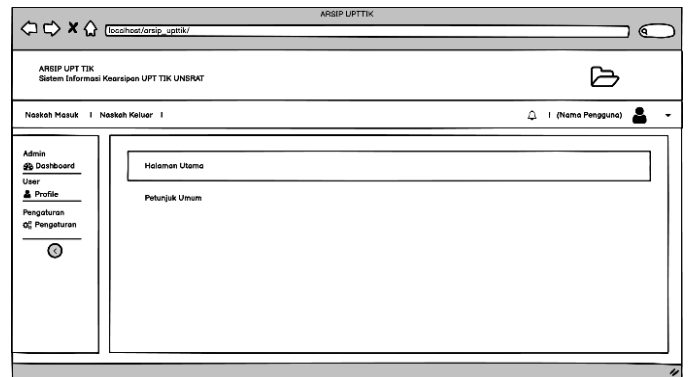 ARSIP UPTTIK
localhost/arsip_upttik/
ARSIP UPT TIK
Sistem Informasi Kearsipan UPT TIK UNSRAT
Naskah Masuk | Naskah Keluar | | (Nama Pengguna)
Admin
Dashboard
User
Profile
Pengaturan
Pengaturan
Halaman Utama
Petunjuk Umum